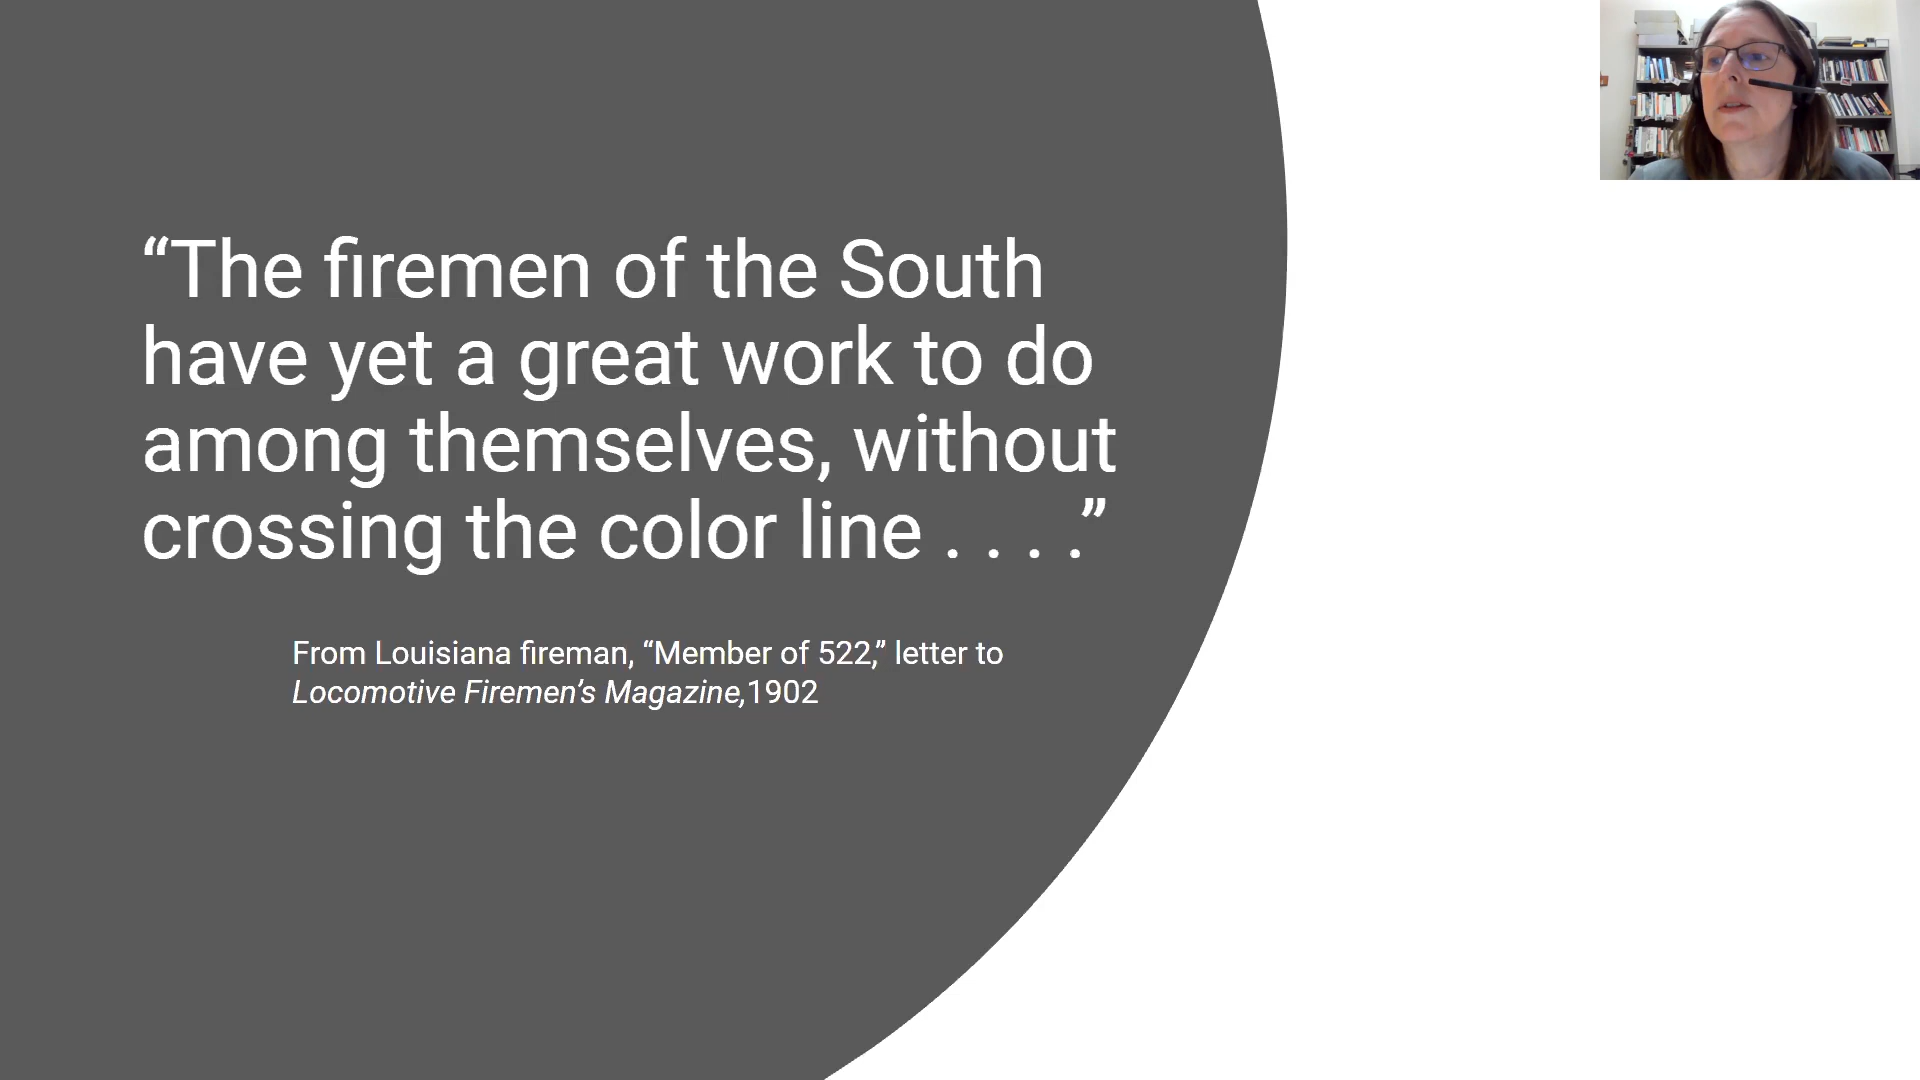 “The firemen of the South
have yet a great work to do
among themselves, without
crossing the color line . . . .”
From Louisiana fireman, “Member of 522,” letter to
Locomotive Firemen’s Magazine,1902